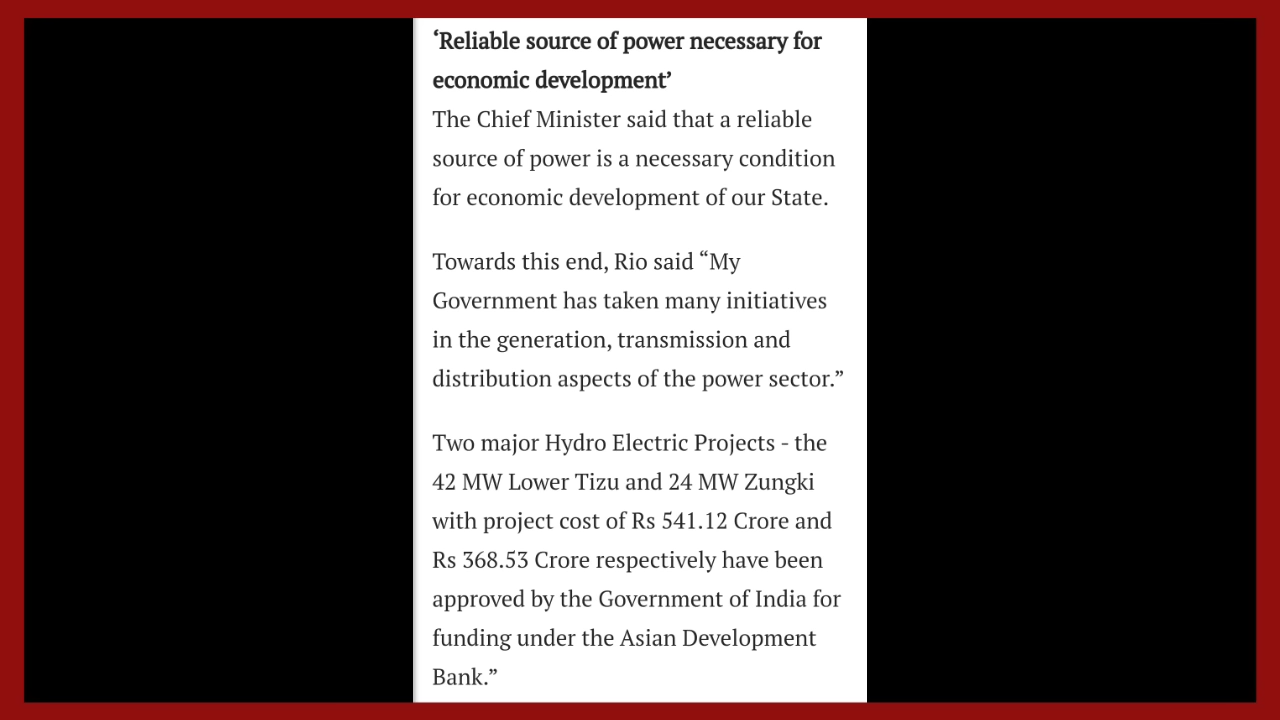 ‘Reliable source of power necessary for
economic development’
The Chief Minister said that a reliable
source of power is a necessary condition
for economic development of our State.
Towards this end, Rio said “My
Government has taken many initiatives
in the generation, transmission and
distribution aspects of the power sector.”
Two major Hydro Electric Projects - the
42 MW Lower Tizu and 24 MW Zungki
with project cost of Rs 541.12 Crore and
Rs 368.53 Crore respectively have been
approved by the Government of India for
funding under the Asian Development
Bank.”